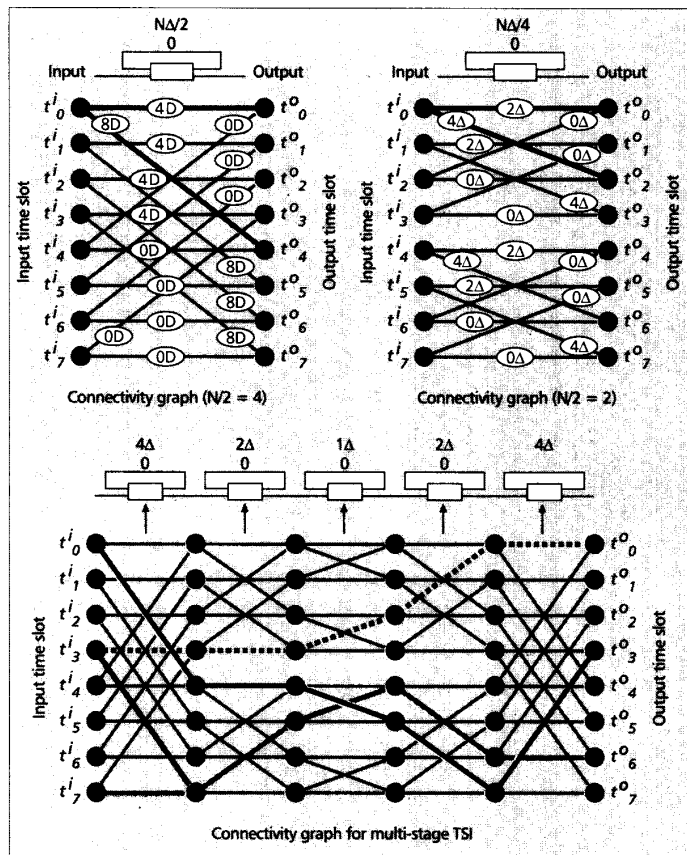 NΔ/2
0
Input Output
t^i_0 4D t^o_0
8D 0D
t^i_1 4D t^o_1
0D
t^i_2 4D t^o_2
0D
t^i_3 4D t^o_3
t^i_4 0D t^o_4
8D
t^i_5 0D t^o_5
8D
t^i_6 0D t^o_6
0D 8D
t^i_7 0D t^o_7
Input time slot
Output time slot
Connectivity graph (N/2 = 4)
NΔ/4
0
Input Output
t^i_0 2Δ t^o_0
4Δ 0Δ
t^i_1 2Δ t^o_1
0Δ
t^i_2 0Δ t^o_2
4Δ
t^i_3 0Δ t^o_3
t^i_4 2Δ t^o_4
4Δ 0Δ
t^i_5 2Δ t^o_5
0Δ
t^i_6 0Δ t^o_6
4Δ
t^i_7 0Δ t^o_7
Input time slot
Output time slot
Connectivity graph (N/2 = 2)
4Δ 2Δ 1Δ 2Δ 4Δ
0 0 0 0 0
t^i_0 t^o_0
t^i_1 t^o_1
t^i_2 t^o_2
t^i_3 t^o_3
t^i_4 t^o_4
t^i_5 t^o_5
t^i_6 t^o_6
t^i_7 t^o_7
Input time slot
Output time slot
Connectivity graph for multi-stage TSI